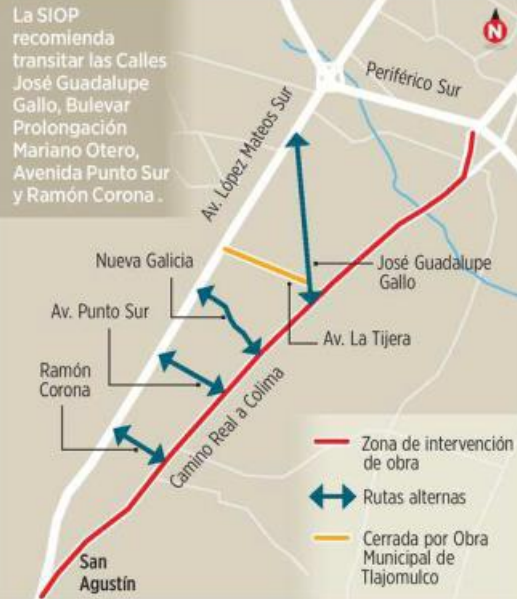 La SIOP
recomienda
transitar las Calles
José Guadalupe
Gallo, Bulevar
Prolongación
Mariano Otero,
Avenida Punto Sur
y Ramón Corona .
N
Periférico Sur
Av. López Mateos Sur
Nueva Galicia
José Guadalupe
Gallo
Av. Punto Sur
Av. La Tijera
Ramón
Corona
Camino Real a Colima
San
Agustín
Zona de intervención
de obra
Rutas alternas
Cerrada por Obra
Municipal de
Tlajomulco